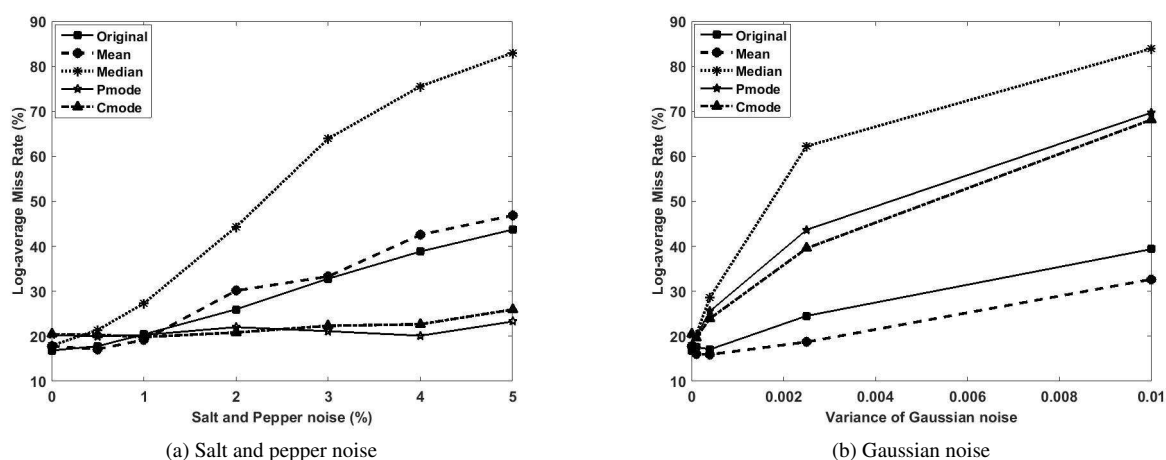 90
80
70
60
50
40
30
20
10
Log-average Miss Rate (%)
Original
Mean
Median
Pmode
Cmode
0 1 2 3 4 5
Salt and Pepper noise (%)
(a) Salt and pepper noise
90
80
70
60
50
40
30
20
10
Log-average Miss Rate (%)
Original
Mean
Median
Pmode
Cmode
0 0.002 0.004 0.006 0.008 0.01
Variance of Gaussian noise
(b) Gaussian noise